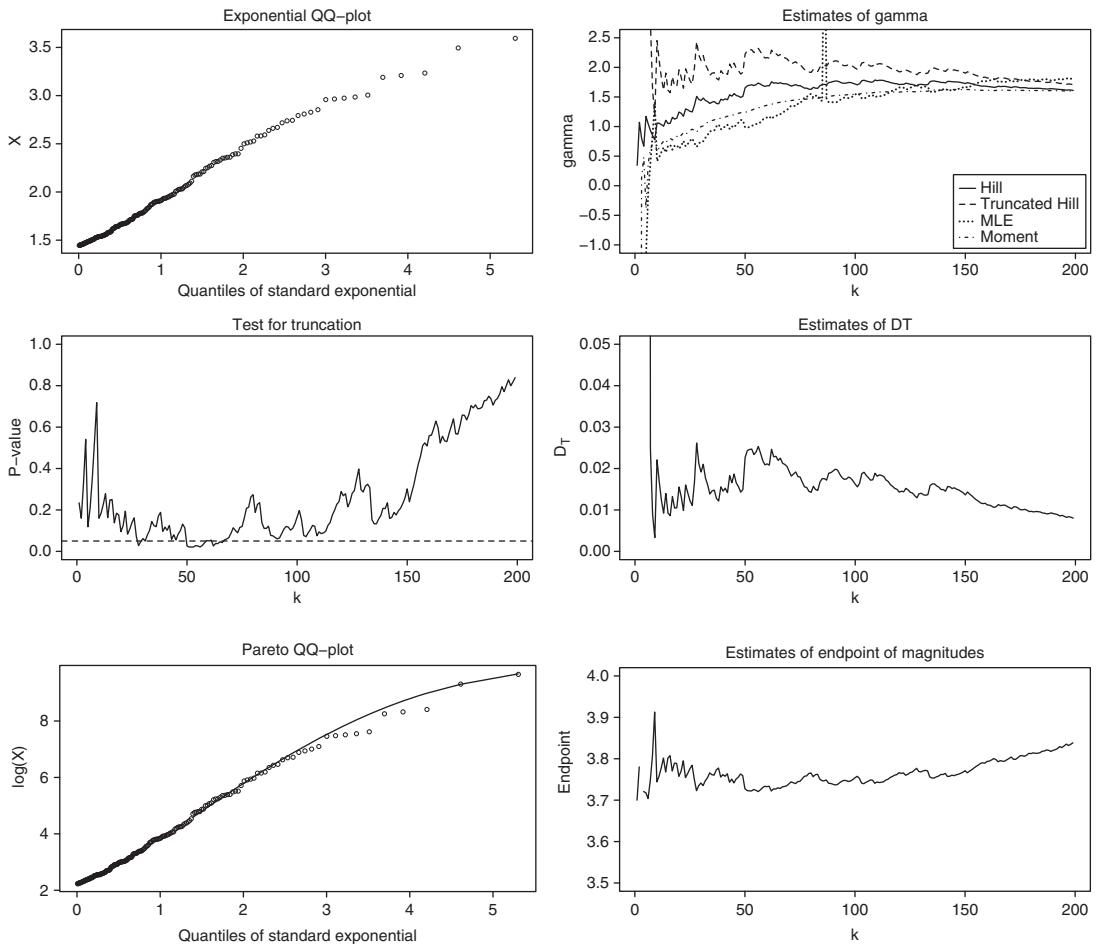 Exponential QQ−plot
3.5
3.0
2.5
2.0
1.5
X
0 1 2 3 4 5
Quantiles of standard exponential
Estimates of gamma
2.5
2.0
1.5
1.0
0.5
0.0
−0.5
−1.0
gamma
Hill
Truncated Hill
MLE
Moment
0 50 100 150 200
k
Test for truncation
1.0
0.8
0.6
0.4
0.2
0.0
P−value
0 50 100 150 200
k
Estimates of DT
0.05
0.04
0.03
0.02
0.01
0.00
DT
0 50 100 150 200
k
Pareto QQ−plot
8
6
4
2
log(X)
0 1 2 3 4 5
Quantiles of standard exponential
Estimates of endpoint of magnitudes
4.0
3.9
3.8
3.7
3.6
3.5
Endpoint
0 50 100 150 200
k